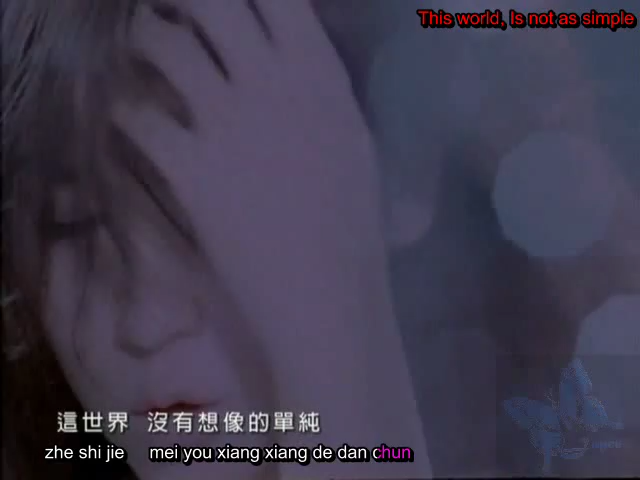 This world, Is not as simple
這世界 沒有想像的單純
zhe shi jie mei you xiang xiang de dan chun